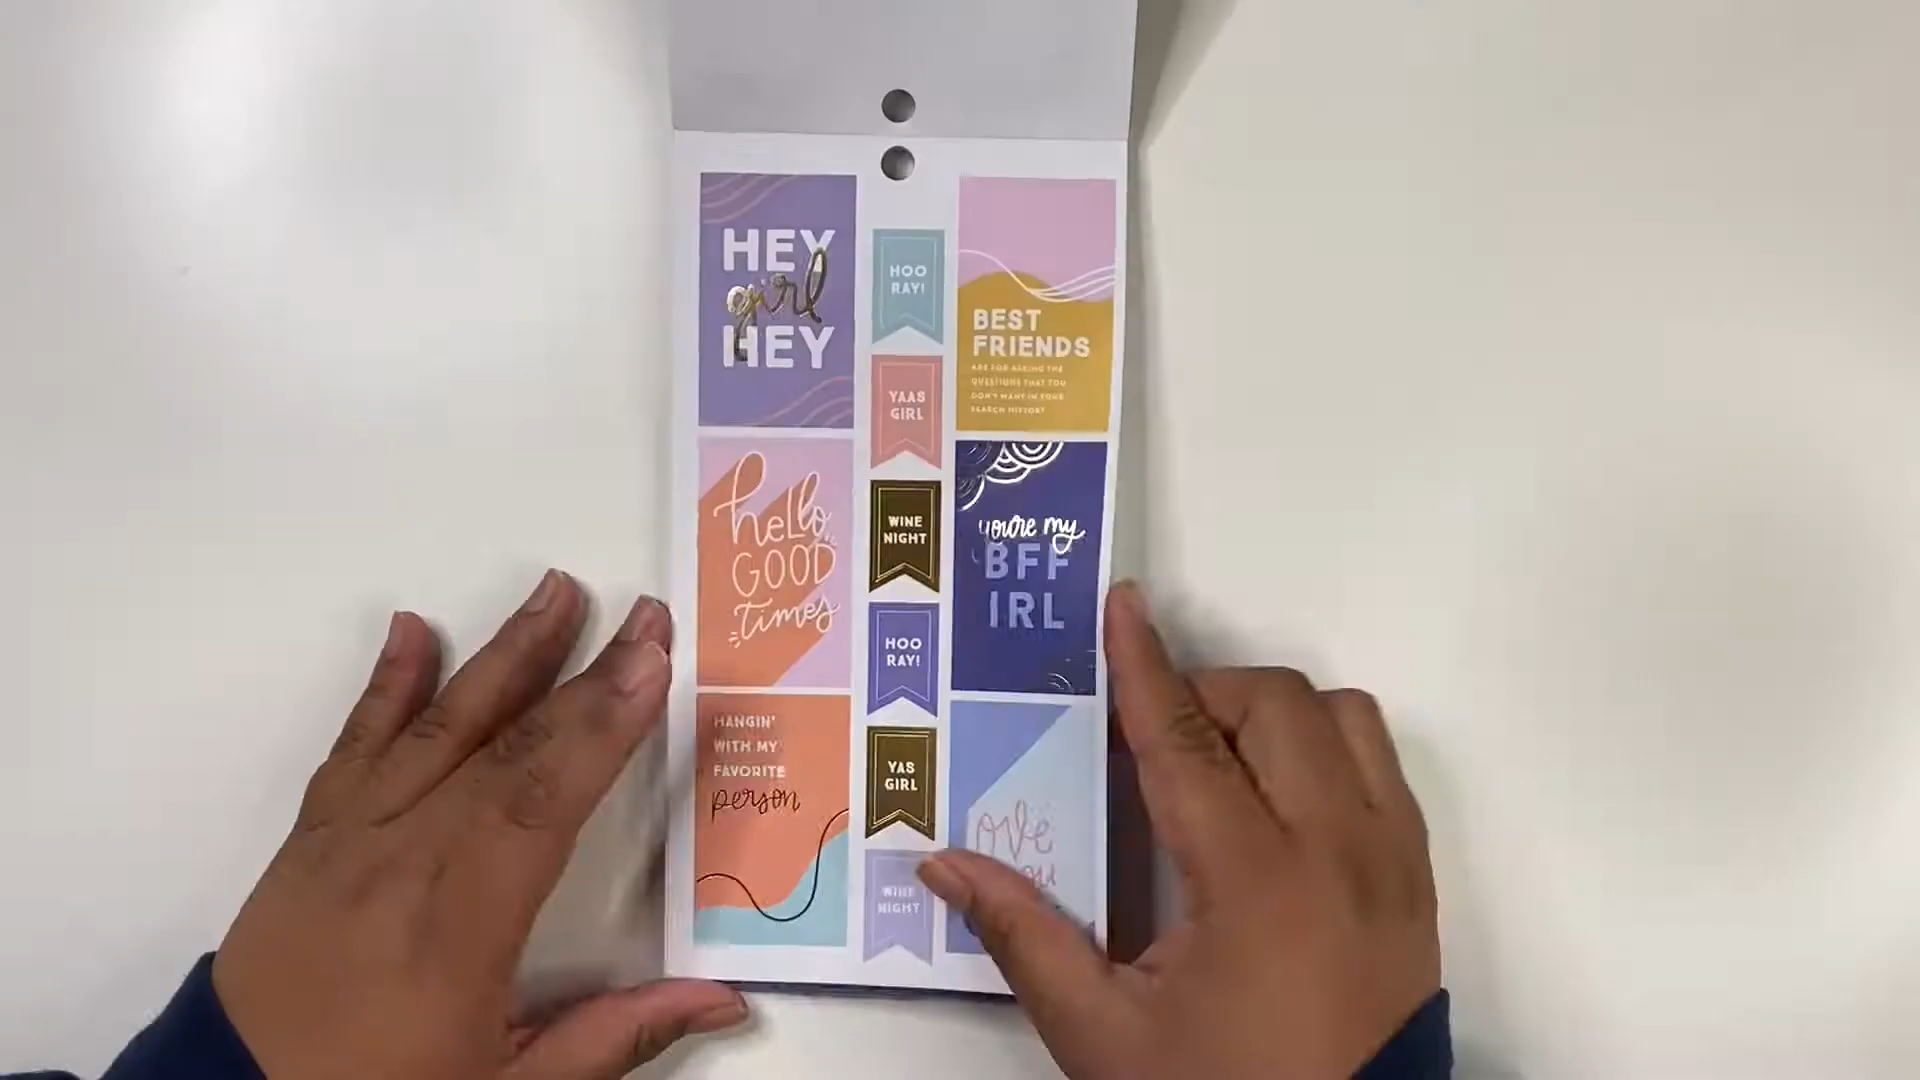 HEY
girl
HEY
hello
GOOD
times
HANGIN'
WITH MY
FAVORITE
person
HOO
RAY!
YAAS
GIRL
WINE
NIGHT
HOO
RAY!
YAS
GIRL
WINE
NIGHT
BEST
FRIENDS
ARE FOR ASKING THE
QUESTIONS THAT YOU
DON'T WANT IN YOUR
SEARCH HISTORY
you're my
BFF
IRL